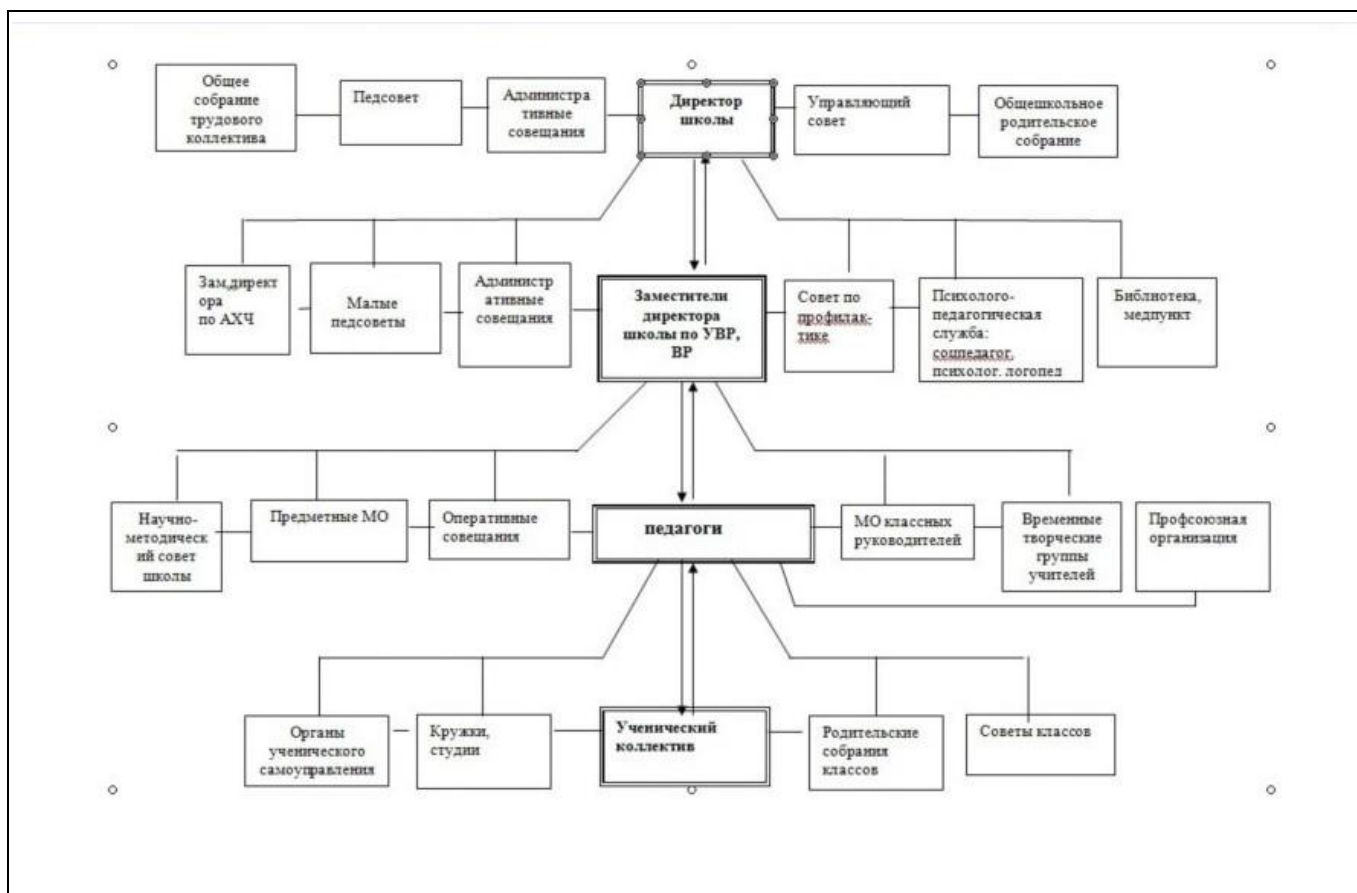 Общее
собрание
трудового
коллектива
Педсовет
Администра
тивные
совещания
Директор
школы
Управляющий
совет
Общешкольное
родительское
собрание
Зам,директ
ора
по АХЧ
Малые
педсоветы
Администр
ативные
совещания
Заместители
директора
школы по УВР,
ВР
Совет по
профилак-
тике
Психолого-
педагогическая
служба:
соцпедагог,
психолог, логопед
Библиотека,
медпункт
Научно-
методическ
ий совет
школы
Предметные МО
Оперативные
совещания
педагоги
МО классных
руководителей
Временные
творческие
группы
учителей
Профсоюзная
организация
Органы
ученического
самоуправления
Кружки,
студии
Ученический
коллектив
Родительские
собрания
классов
Советы классов